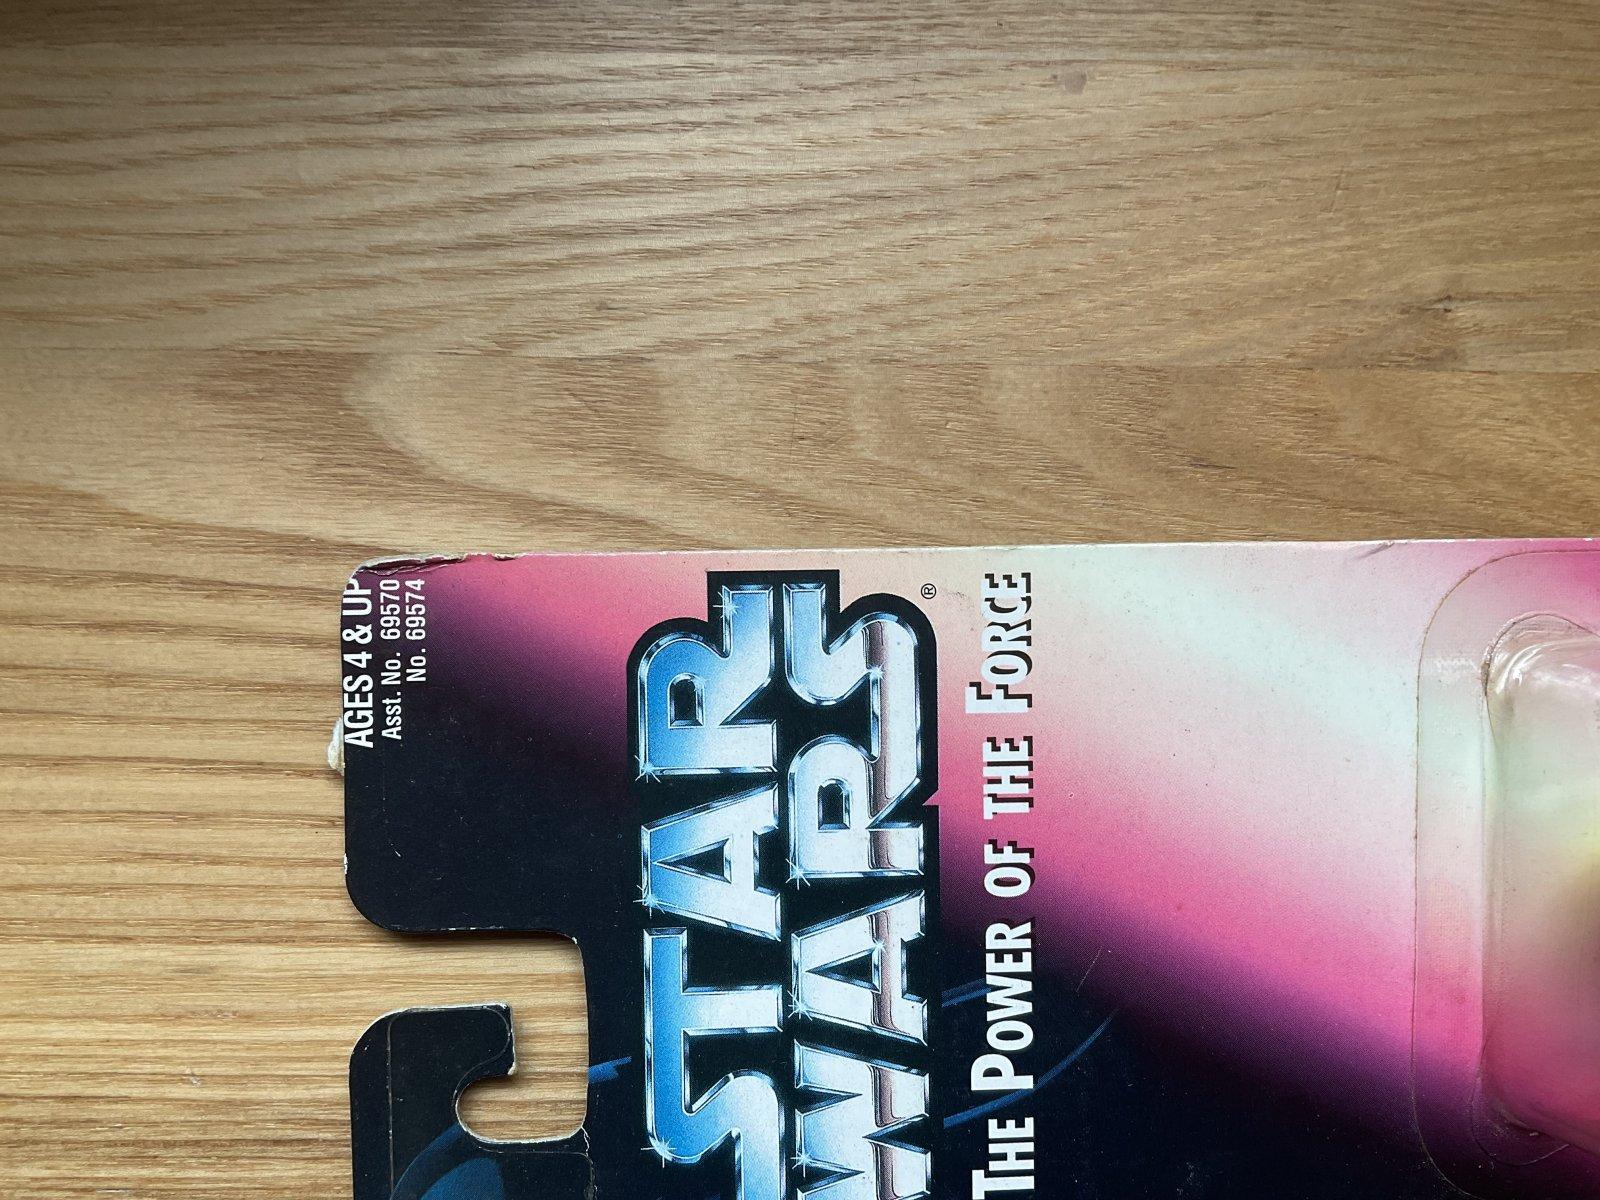 AGES 4 & UP
Asst. No. 69570
No. 69574
STAR
WARS®
THE POWER OF THE FORCE